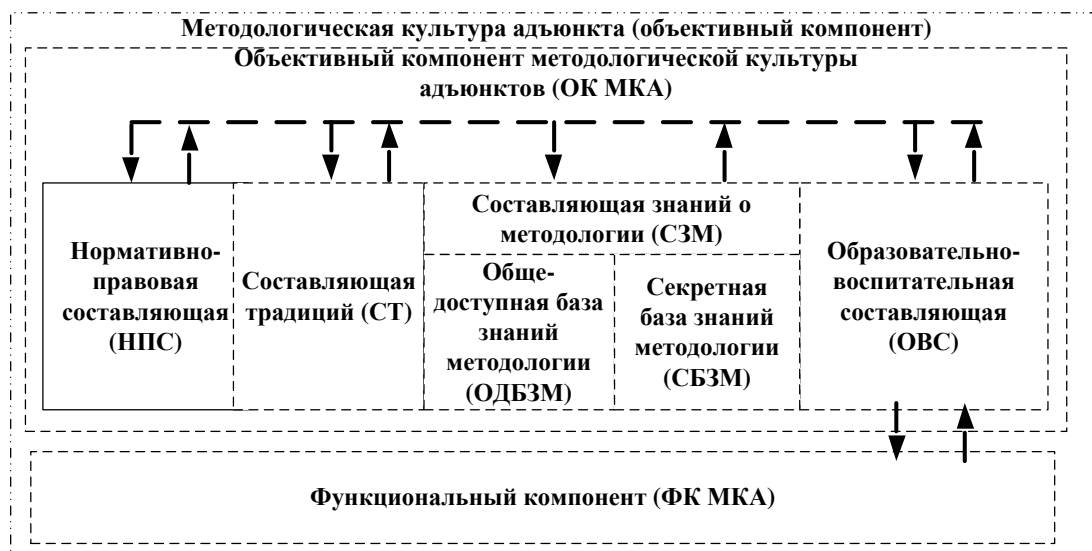 Методологическая культура адъюнкта (объективный компонент)
Объективный компонент методологической культуры
адъюнктов (ОК МКА)
Нормативно-
правовая
составляющая
(НПС)
Составляющая
традиций (СТ)
Составляющая знаний о
методологии (СЗМ)
Обще-
доступная база
знаний
методологии
(ОДБЗМ)
Секретная
база знаний
методологии
(СБЗМ)
Образовательно-
воспитательная
составляющая
(ОВС)
Функциональный компонент (ФК МКА)